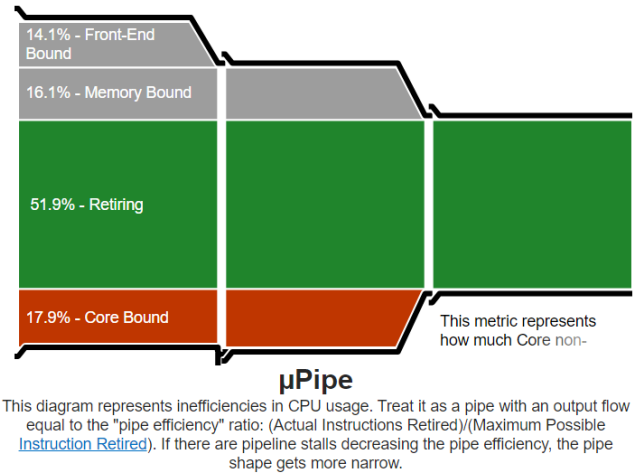 14.1% - Front-End
Bound
16.1% - Memory Bound
51.9% - Retiring
17.9% - Core Bound
This metric represents
how much Core non-
µPipe
This diagram represents inefficiencies in CPU usage. Treat it as a pipe with an output flow
equal to the "pipe efficiency" ratio: (Actual Instructions Retired)/(Maximum Possible
Instruction Retired). If there are pipeline stalls decreasing the pipe efficiency, the pipe
shape gets more narrow.